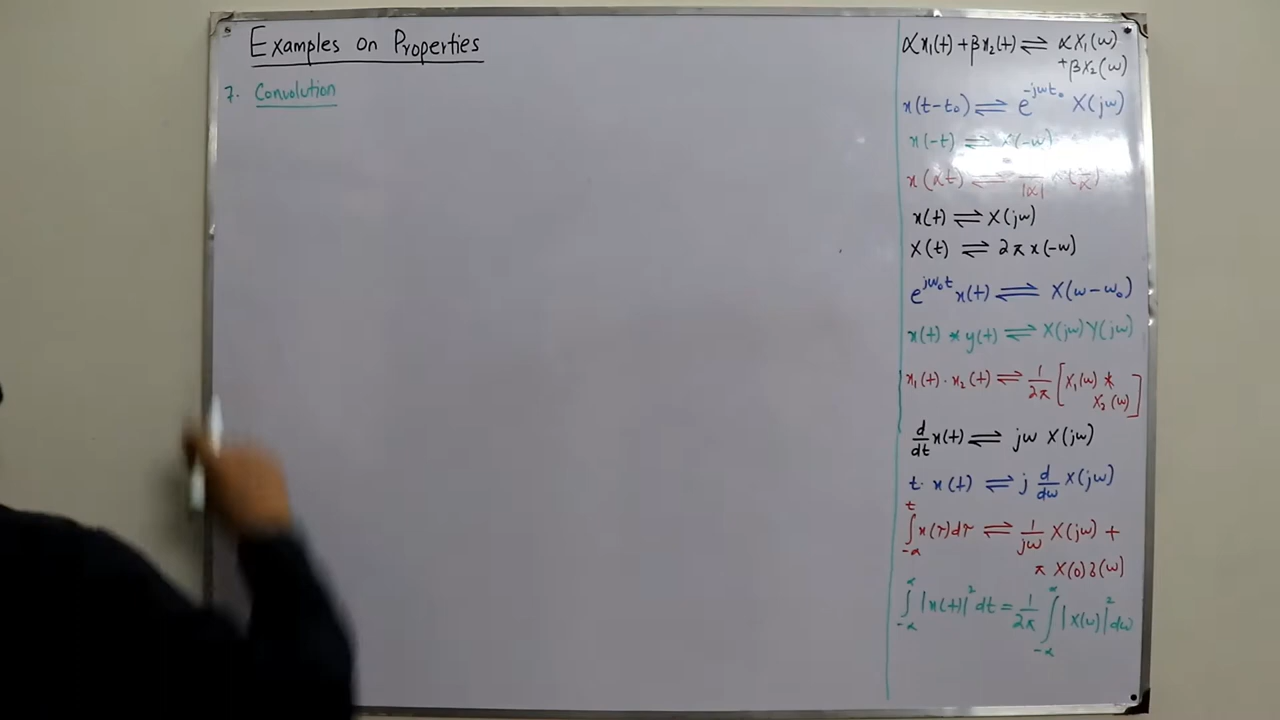 Examples on Properties
7. Convolution
αx₁(t) + βx₂(t) ⇌ αX₁(ω)
+βX₂(ω)
x(t-t₀) ⇌ e^{-jωt₀} X(jω)
x(-t) ⇌ X(-ω)
x(αt) ⇌
x(t) ⇌ X(jω)
X(t) ⇌ 2π x(-ω)
e^{jω₀t} x(t) ⇌ X(ω-ω₀)
x(t) * y(t) ⇌ X(jω) Y(jω)
x₁(t) · x₂(t) ⇌ 1/2π [X₁(ω) *
X₂(ω)]
d/dt x(t) ⇌ jω X(jω)
t · x(t) ⇌ j d/dω X(jω)
∫_{-∞}^{t} x(τ)dτ ⇌ 1/jω X(jω) +
π X(0)δ(ω)
∫_{-∞}^{∞} |x(t)|² dt = 1/2π ∫_{-∞}^{∞} |X(ω)|² dω